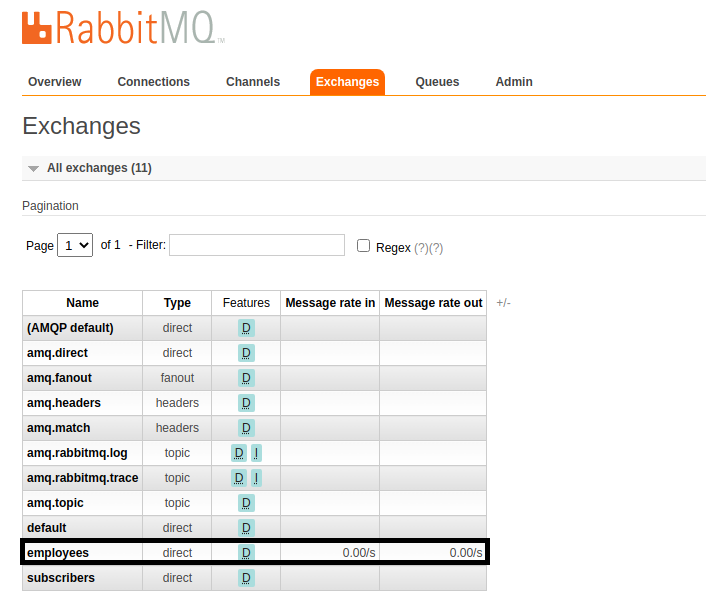 RabbitMQ TM
Overview Connections Channels Exchanges Queues Admin
Exchanges
All exchanges (11)
Pagination
Page 1 of 1 - Filter: Regex (?)(?)
Name Type Features Message rate in Message rate out +/-
(AMQP default) direct D
amq.direct direct D
amq.fanout fanout D
amq.headers headers D
amq.match headers D
amq.rabbitmq.log topic D I
amq.rabbitmq.trace topic D I
amq.topic topic D
default direct D
employees direct D 0.00/s 0.00/s
subscribers direct D